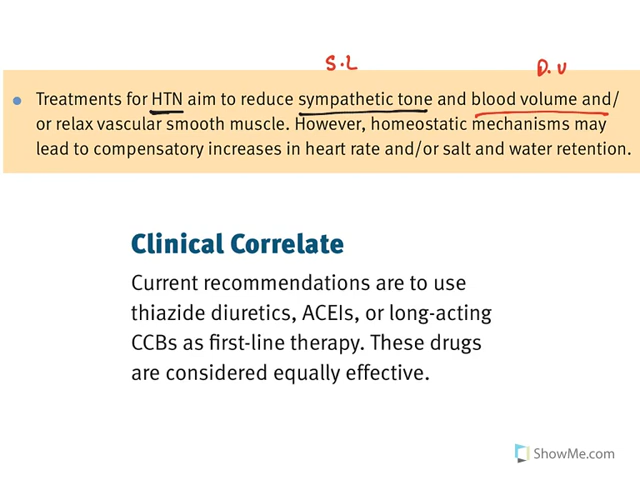 S.L
D.U
• Treatments for HTN aim to reduce sympathetic tone and blood volume and/
or relax vascular smooth muscle. However, homeostatic mechanisms may
lead to compensatory increases in heart rate and/or salt and water retention.
Clinical Correlate
Current recommendations are to use
thiazide diuretics, ACEIs, or long-acting
CCBs as first-line therapy. These drugs
are considered equally effective.
ShowMe.com